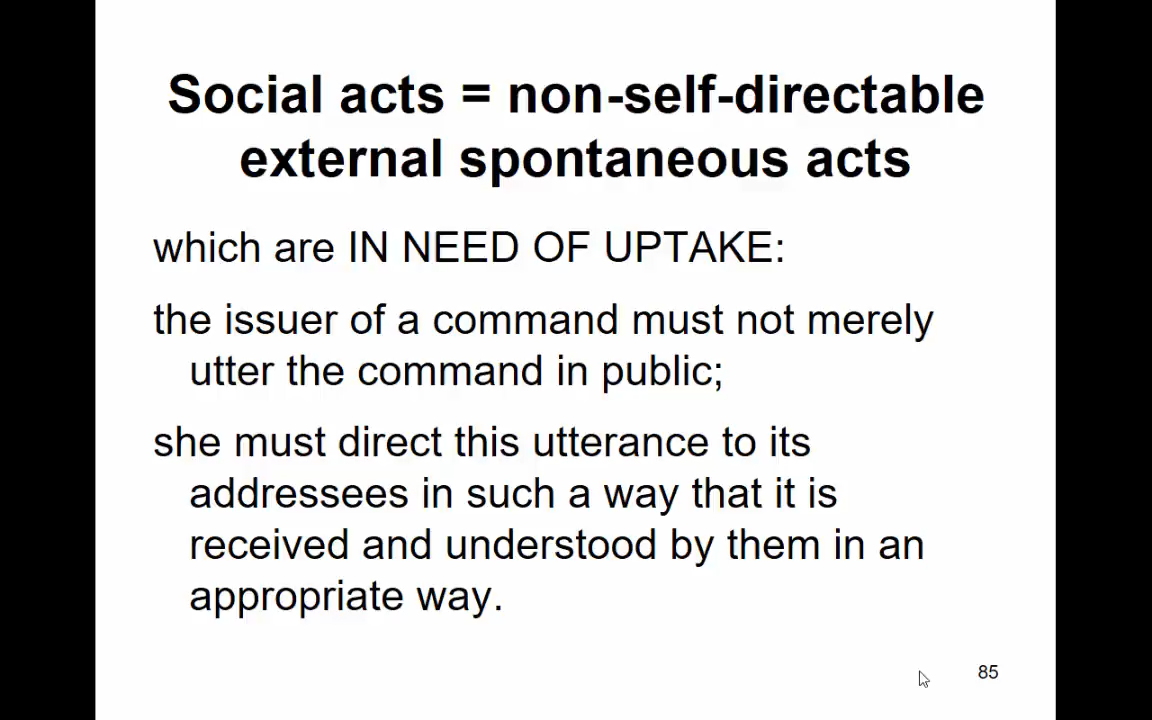 Social acts = non-self-directable
external spontaneous acts
which are IN NEED OF UPTAKE:
the issuer of a command must not merely
utter the command in public;
she must direct this utterance to its
addressees in such a way that it is
received and understood by them in an
appropriate way.
85